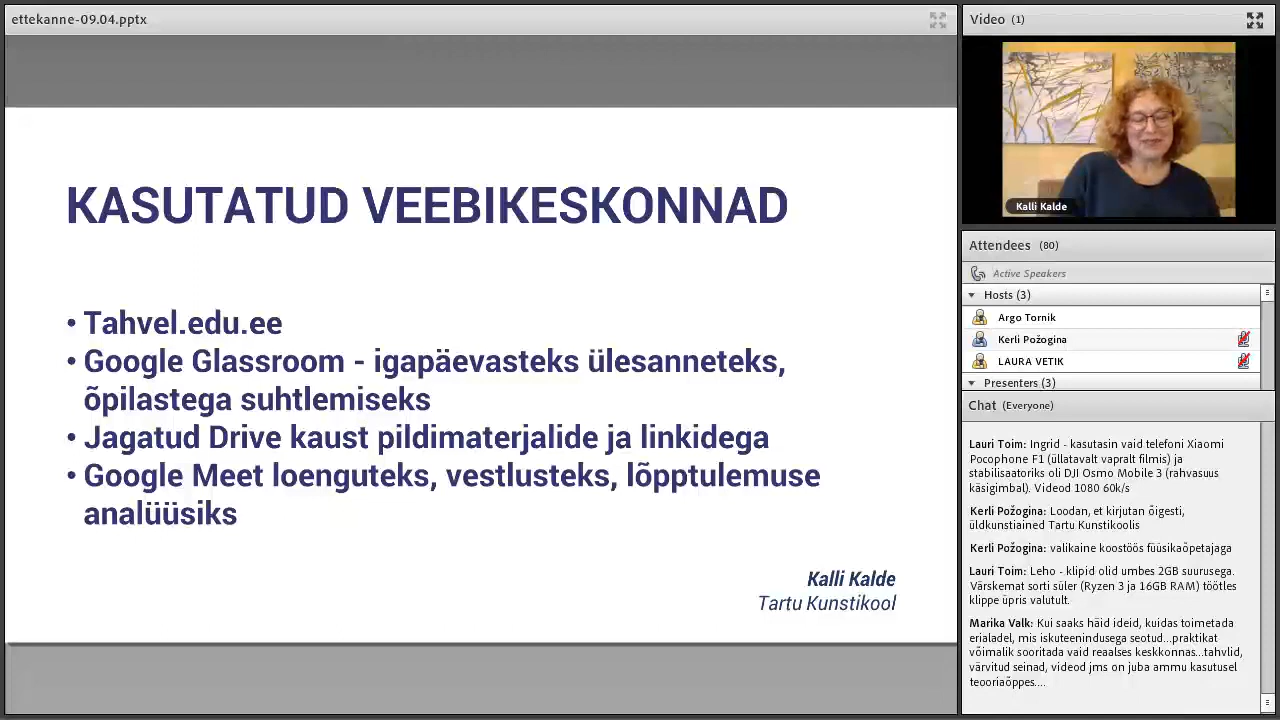 ettekanne-09.04.pptx
KASUTATUD VEEBIKESKONNAD
• Tahvel.edu.ee
• Google Glassroom - igapäevasteks ülesanneteks,
õpilastega suhtlemiseks
• Jagatud Drive kaust pildimaterjalide ja linkidega
• Google Meet loenguteks, vestlusteks, lõpptulemuse
analüüsiks
Kalli Kalde
Tartu Kunstikool
Video (1)
Kalli Kalde
Attendees (80)
Active Speakers
Hosts (3)
Argo Tornik
Kerli Požogina
LAURA VETIK
Presenters (3)
Chat (Everyone)
Lauri Toim: Ingrid - kasutasin vaid telefoni Xiaomi
Pocophone F1 (üllatavalt vapralt filmis) ja
stabilisaatoriks oli DJI Osmo Mobile 3 (rahvasuus
käsigimbal). Videod 1080 60k/s
Kerli Požogina: Loodan, et kirjutan õigesti,
üldkunstiained Tartu Kunstikoolis
Kerli Požogina: valikaine koostöös füüsikaõpetajaga
Lauri Toim: Leho - klipid olid umbes 2GB suurusega.
Värskemat sorti süler (Ryzen 3 ja 16GB RAM) töötles
klippe üpris valutult.
Marika Valk: Kui saaks häid ideid, kuidas toimetada
erialadel, mis iskuteenindusega seotud...praktikat
võimalik sooritada vaid reaalses keskkonnas...tahvlid,
värvitud seinad, videod jms on juba ammu kasutusel
teooriaõppes....